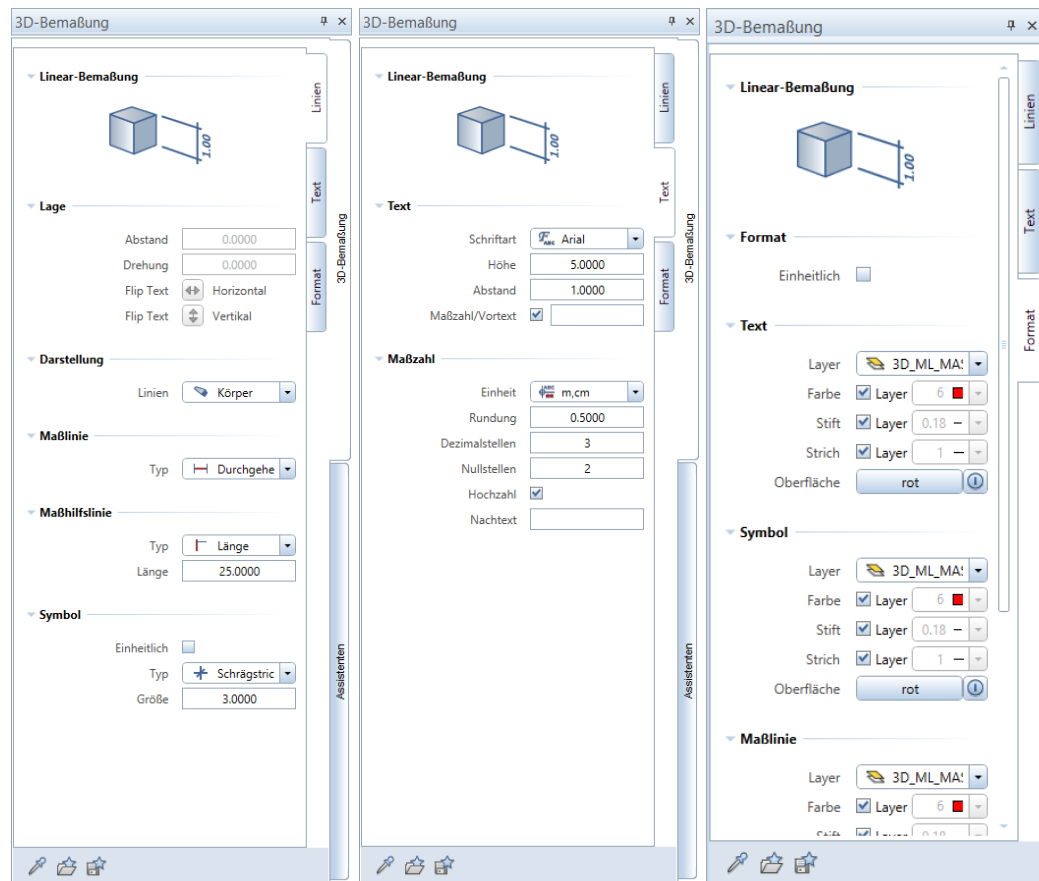 3D-Bemaßung
Linear-Bemaßung
1.00
Lage
Abstand 0.0000
Drehung 0.0000
Flip Text Horizontal
Flip Text Vertikal
Darstellung
Linien Körper
Maßlinie
Typ Durchgehe
Maßhilfslinie
Typ Länge
Länge 25.0000
Symbol
Einheitlich
Typ Schrägstric
Größe 3.0000
Linien
Text
Format
3D-Bemaßung
Assistenten
3D-Bemaßung
Linear-Bemaßung
1.00
Text
Schriftart Arial
Höhe 5.0000
Abstand 1.0000
Maßzahl/Vortext
Maßzahl
Einheit m,cm
Rundung 0.5000
Dezimalstellen 3
Nullstellen 2
Hochzahl
Nachtext
Linien
Text
Format
3D-Bemaßung
Assistenten
3D-Bemaßung
Linear-Bemaßung
1.00
Format
Einheitlich
Text
Layer 3D_ML_MA
Farbe Layer 6
Stift Layer 0.18
Strich Layer 1
Oberfläche rot
Symbol
Layer 3D_ML_MA
Farbe Layer 6
Stift Layer 0.18
Strich Layer 1
Oberfläche rot
Maßlinie
Layer 3D_ML_MA
Farbe Layer 6
Linien
Text
Format